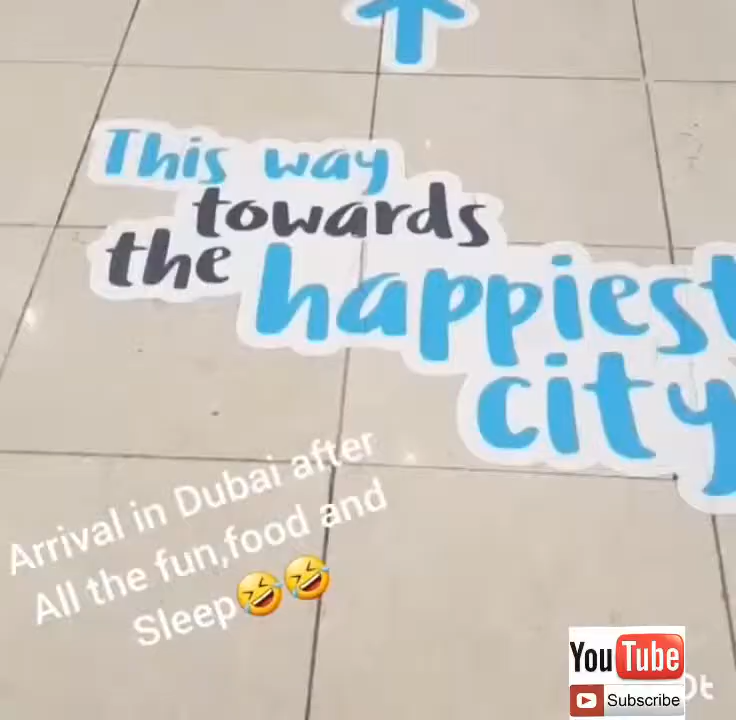 This way
towards
the happiest
city
Arrival in Dubai after
All the fun,food and
Sleep🤣🤣
YouTube
Subscribe